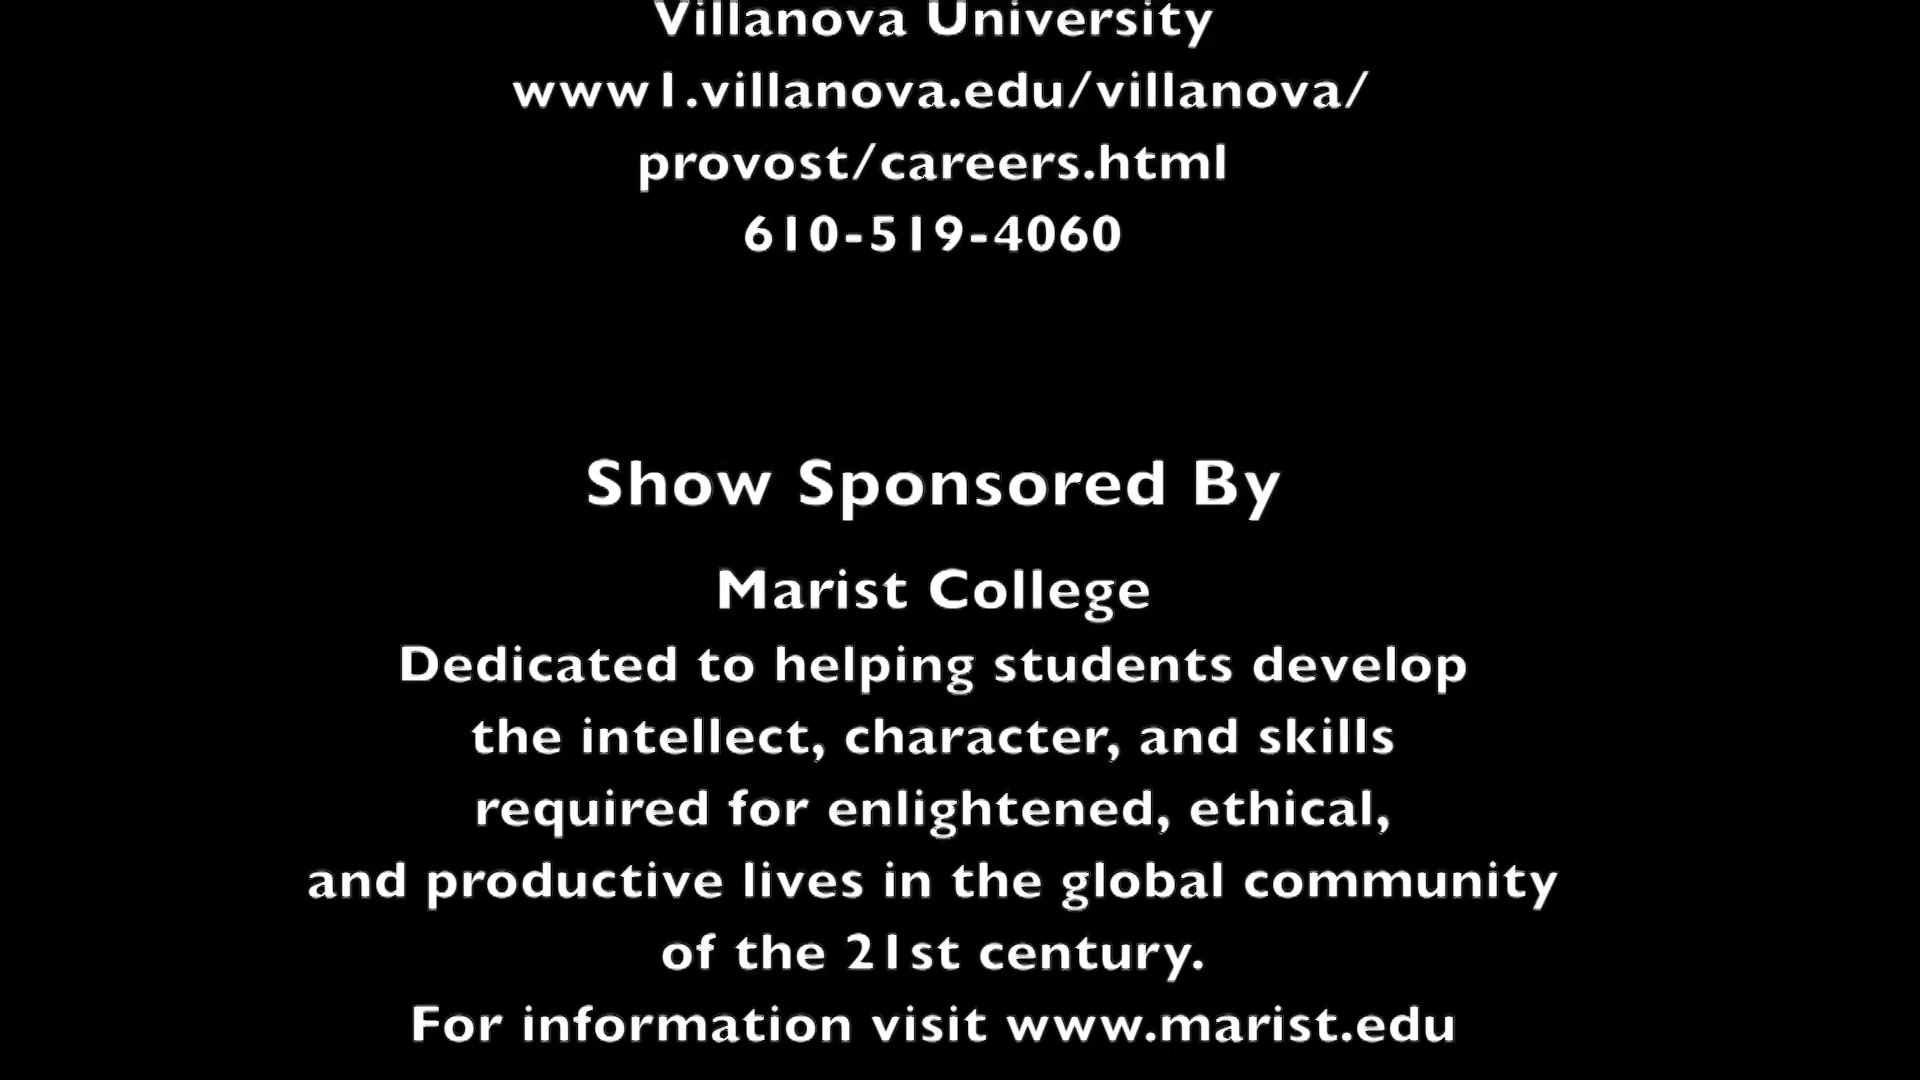 Villanova University
www1.villanova.edu/villanova/
provost/careers.html
610-519-4060
Show Sponsored By
Marist College
Dedicated to helping students develop
the intellect, character, and skills
required for enlightened, ethical,
and productive lives in the global community
of the 21st century.
For information visit www.marist.edu